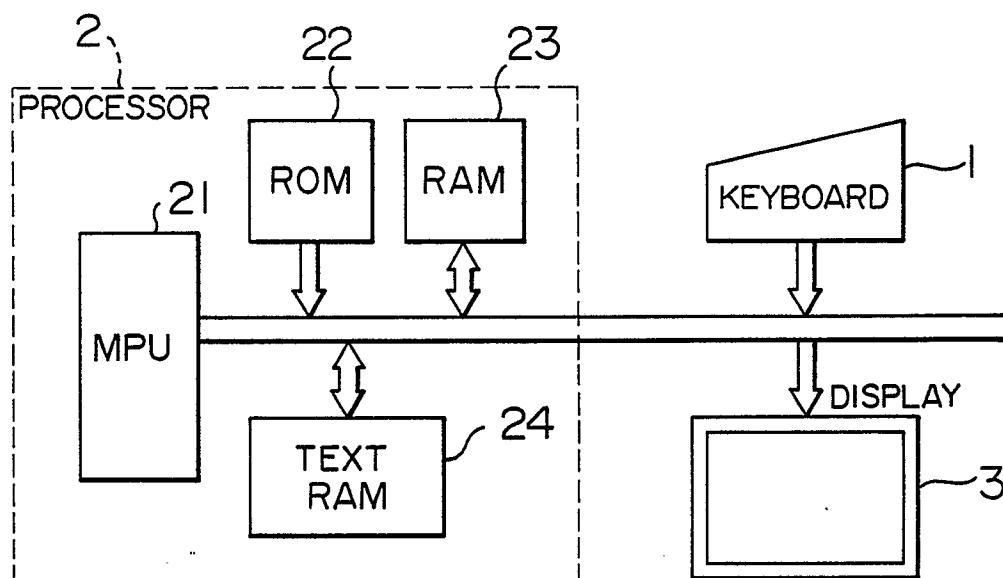 2
22
23
PROCESSOR
ROM
RAM
KEYBOARD
1
21
MPU
DISPLAY
TEXT
RAM
24
3